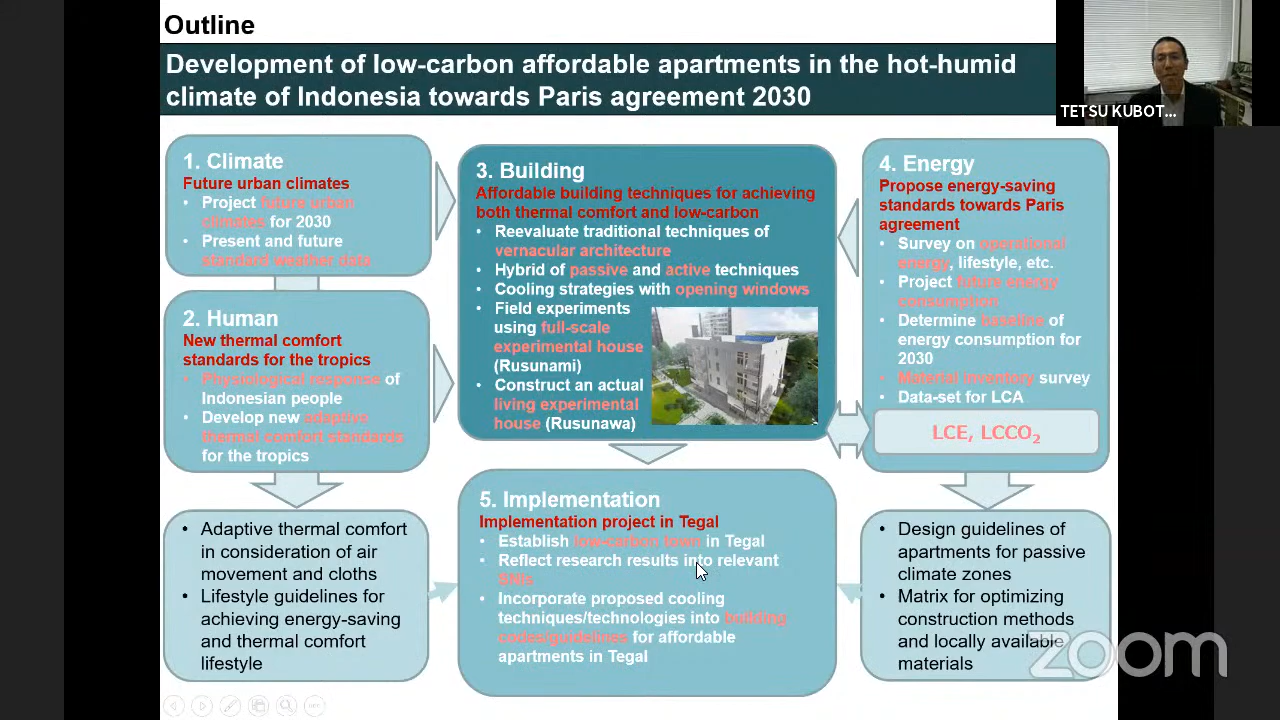 Outline
Development of low-carbon affordable apartments in the hot-humid
climate of Indonesia towards Paris agreement 2030
TETSU KUBOT...
1. Climate
Future urban climates
• Project future urban
climates for 2030
• Present and future
standard weather data
2. Human
New thermal comfort
standards for the tropics
• Physiological response of
Indonesian people
• Develop new adaptive
thermal comfort standards
for the tropics
3. Building
Affordable building techniques for achieving
both thermal comfort and low-carbon
• Reevaluate traditional techniques of
vernacular architecture
• Hybrid of passive and active techniques
• Cooling strategies with opening windows
• Field experiments
using full-scale
experimental house
(Rusunami)
• Construct an actual
living experimental
house (Rusunawa)
4. Energy
Propose energy-saving
standards towards Paris
agreement
• Survey on operational
energy, lifestyle, etc.
• Project future energy
consumption
• Determine baseline of
energy consumption for
2030
• Material inventory survey
• Data-set for LCA
LCE, LCCO₂
• Adaptive thermal comfort
in consideration of air
movement and cloths
• Lifestyle guidelines for
achieving energy-saving
and thermal comfort
lifestyle
5. Implementation
Implementation project in Tegal
• Establish low-carbon town in Tegal
• Reflect research results into relevant
SNIs
• Incorporate proposed cooling
techniques/technologies into building
codes/guidelines for affordable
apartments in Tegal
• Design guidelines of
apartments for passive
climate zones
• Matrix for optimizing
construction methods
and locally available
materials
zoom